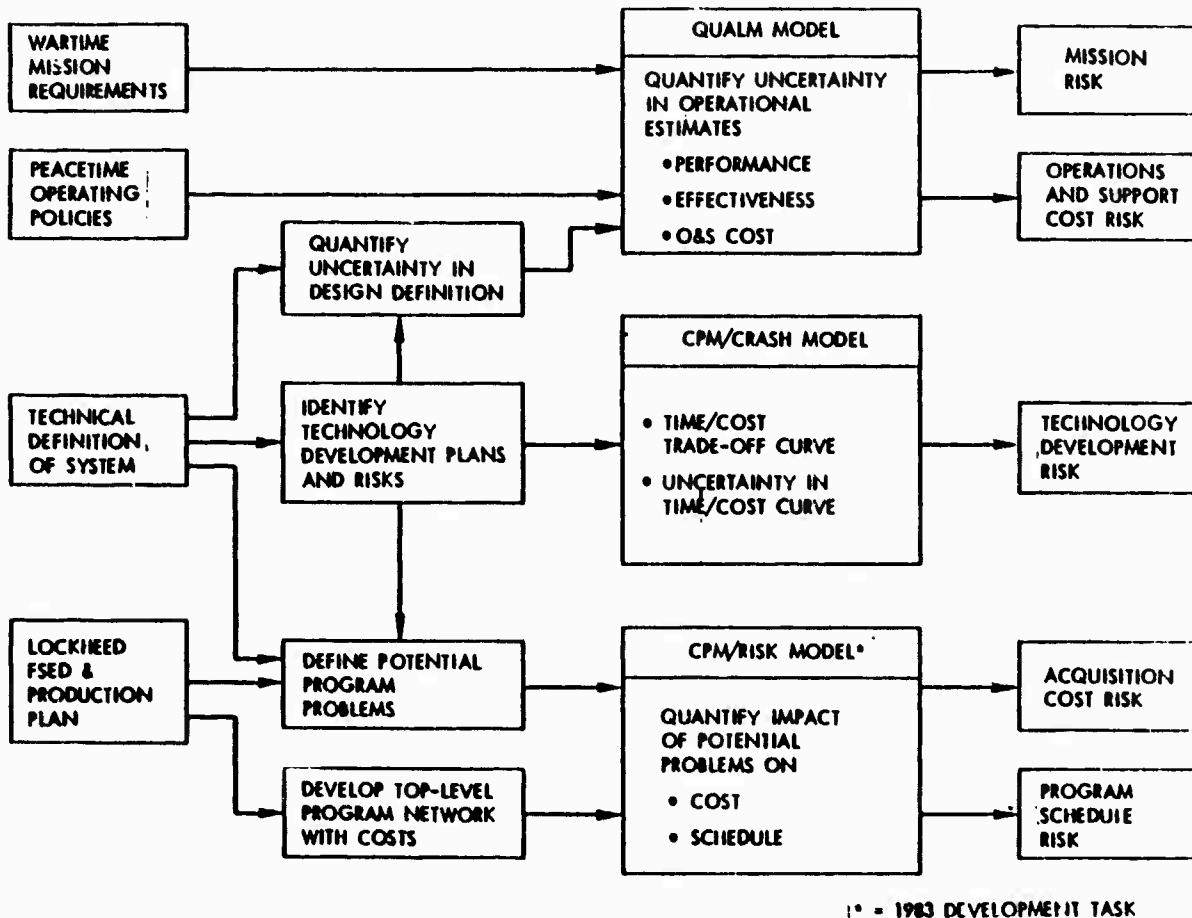 WARTIME
MISSION
REQUIREMENTS
PEACETIME
OPERATING
POLICIES
TECHNICAL
DEFINITION
OF SYSTEM
LOCKHEED
FSED &
PRODUCTION
PLAN
QUANTIFY
UNCERTAINTY IN
DESIGN DEFINITION
IDENTIFY
TECHNOLOGY
DEVELOPMENT PLANS
AND RISKS
DEFINE POTENTIAL
PROGRAM
PROBLEMS
DEVELOP TOP-LEVEL
PROGRAM NETWORK
WITH COSTS
QUALM MODEL
QUANTIFY UNCERTAINTY
IN OPERATIONAL
ESTIMATES
•PERFORMANCE
•EFFECTIVENESS
•O&S COST
CPM/CRASH MODEL
• TIME/COST
TRADE-OFF CURVE
• UNCERTAINTY IN
TIME/COST CURVE
CPM/RISK MODEL*
QUANTIFY IMPACT
OF POTENTIAL
PROBLEMS ON
• COST
• SCHEDULE
MISSION
RISK
OPERATIONS
AND SUPPORT
COST RISK
TECHNOLOGY
DEVELOPMENT
RISK
ACQUISITION
COST RISK
PROGRAM
SCHEDULE
RISK
* = 1983 DEVELOPMENT TASK